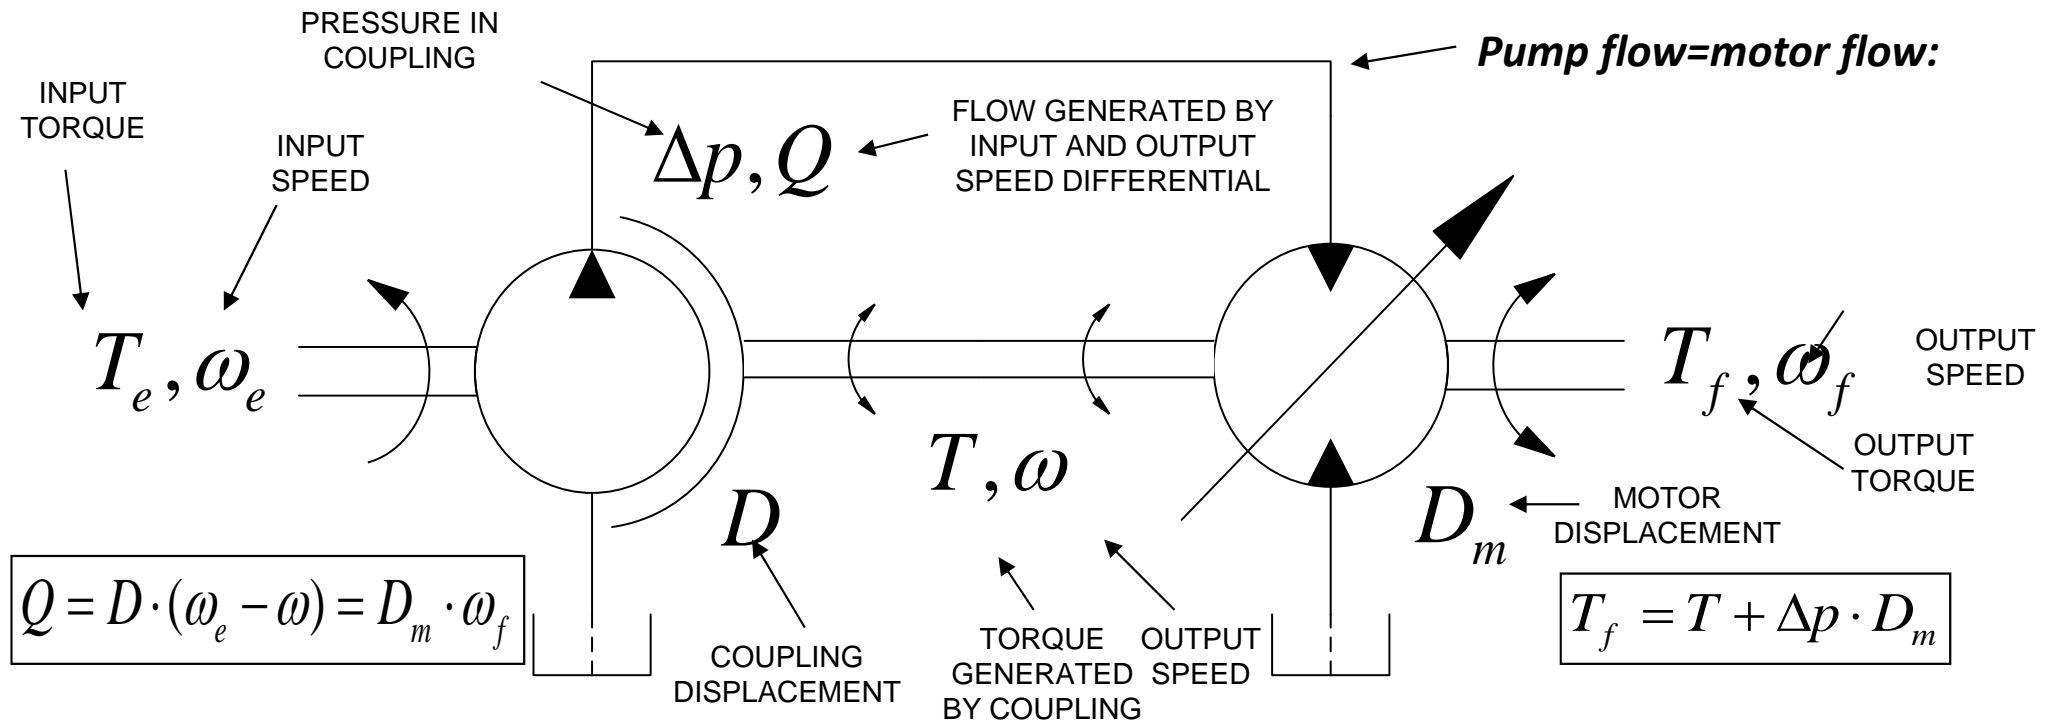 PRESSURE IN
COUPLING
Pump flow=motor flow:
INPUT
TORQUE
INPUT
SPEED
Δp, Q
FLOW GENERATED BY
INPUT AND OUTPUT
SPEED DIFFERENTIAL
T_e, ω_e
T_f, ω_f
OUTPUT
SPEED
OUTPUT
TORQUE
T, ω
D
D_m
MOTOR
DISPLACEMENT
Q = D·(ω_e − ω) = D_m·ω_f
T_f = T + Δp·D_m
COUPLING
DISPLACEMENT
TORQUE
GENERATED
BY COUPLING
OUTPUT
SPEED